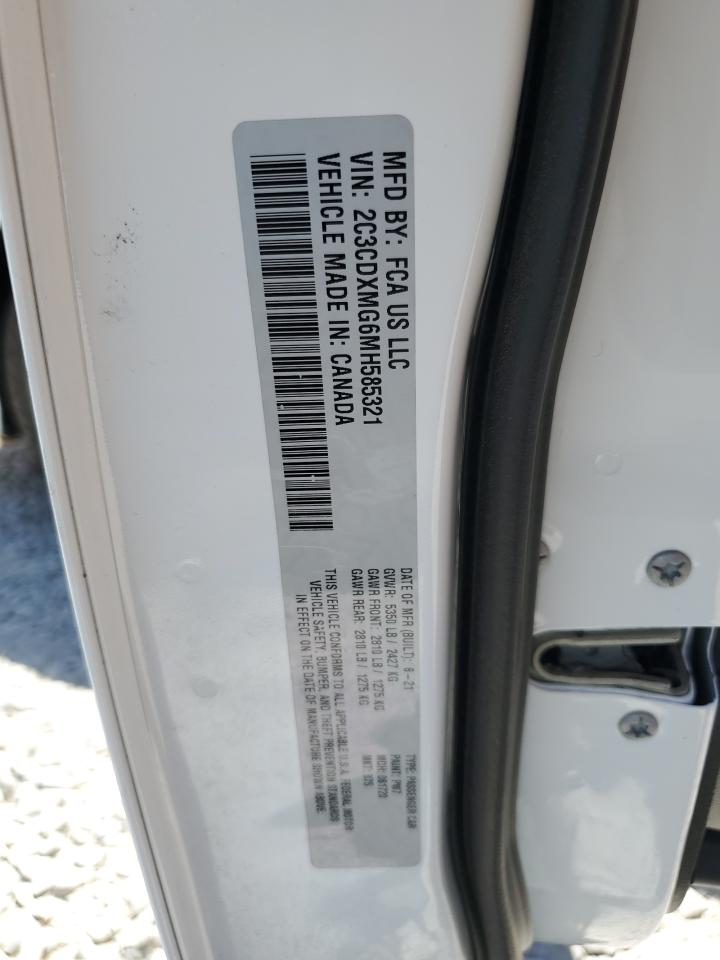 MFD BY: FCA US LLC
VIN: 2C3CDXMG6MH585321
VEHICLE MADE IN: CANADA
DATE OF MFR (BUILT): 6-21
GVWR: 5350 LB / 2427 KG
GAWR FRONT: 2810 LB / 1275 KG
GAWR REAR: 2810 LB / 1275 KG
TYPE: PASSENGER CAR
PAINT: PW7
MDH: 061720
THIS VEHICLE CONFORMS TO ALL APPLICABLE U.S.A. FEDERAL MOTOR
VEHICLE SAFETY, BUMPER, AND THEFT PREVENTION STANDARDS
IN EFFECT ON THE DATE OF MANUFACTURE SHOWN ABOVE.